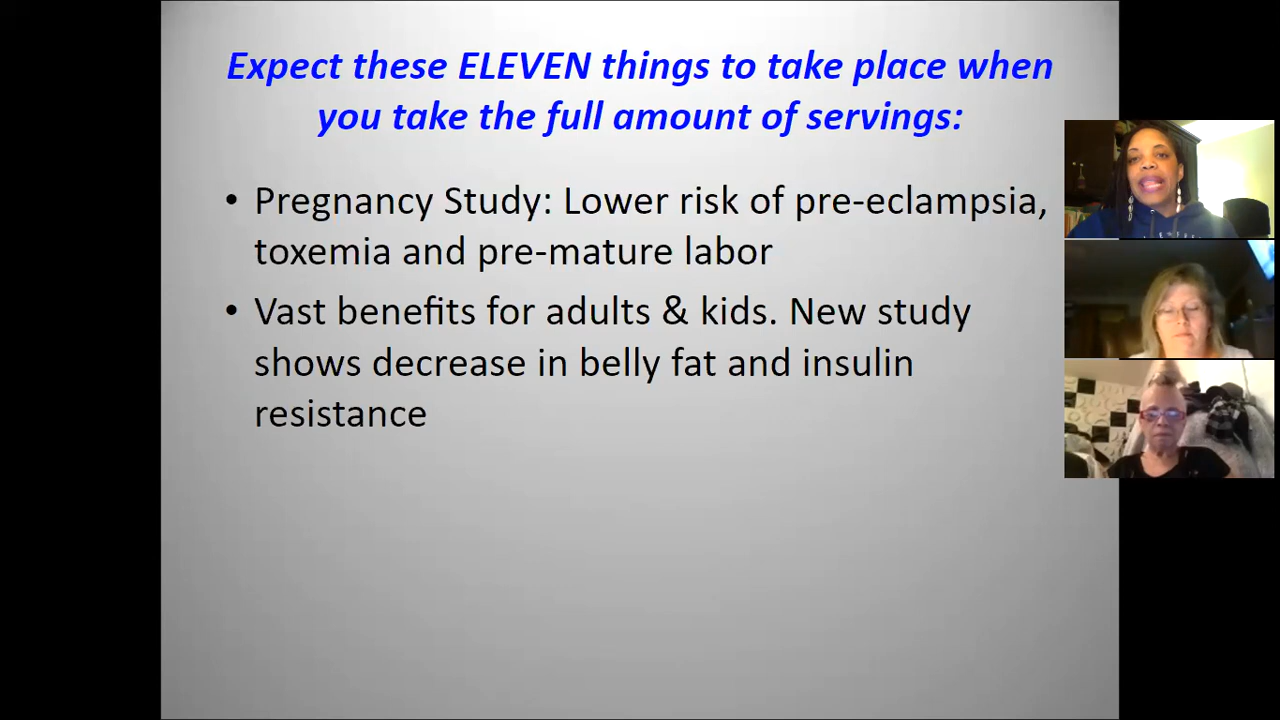 Expect these ELEVEN things to take place when
you take the full amount of servings:
• Pregnancy Study: Lower risk of pre-eclampsia,
toxemia and pre-mature labor
• Vast benefits for adults & kids. New study
shows decrease in belly fat and insulin
resistance